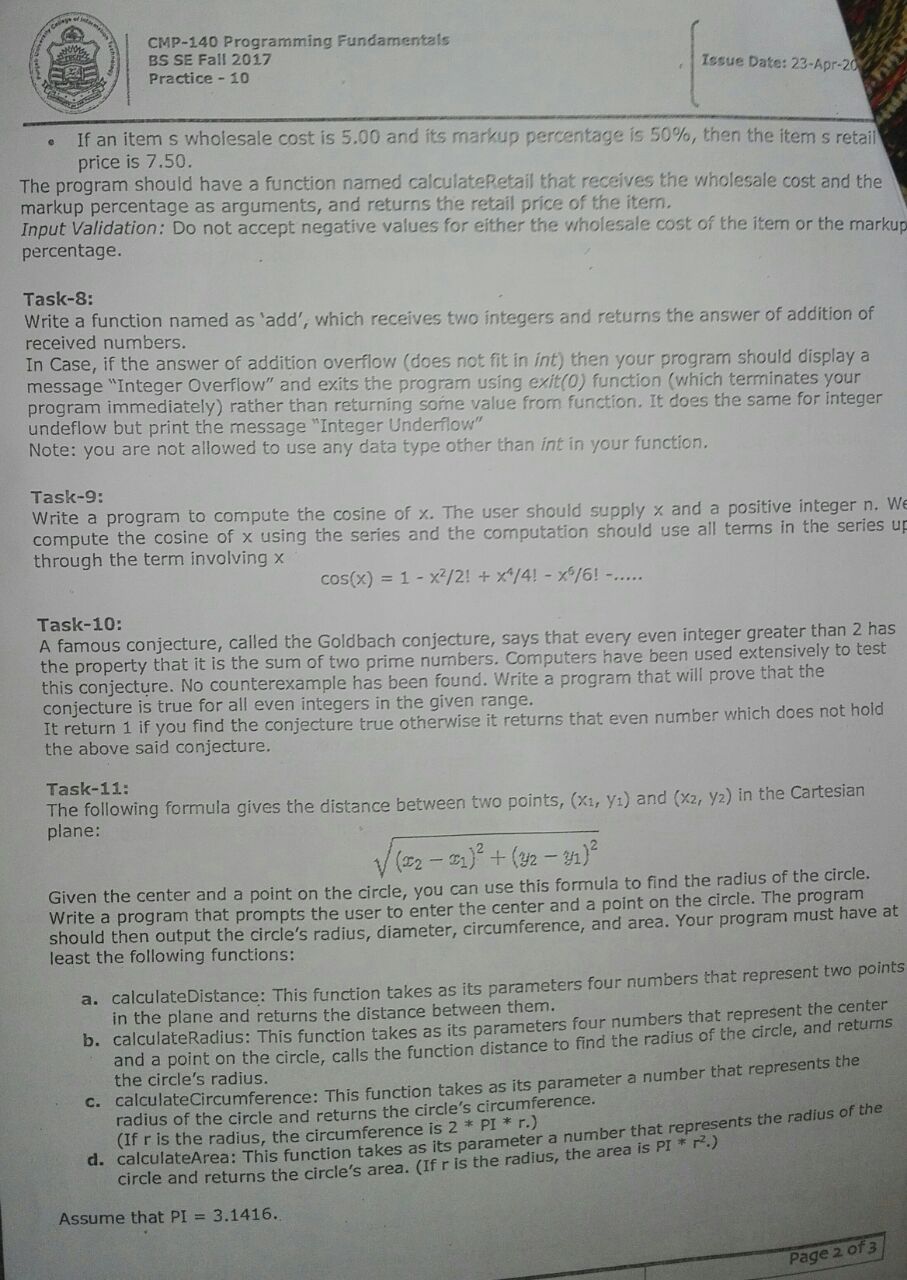 Punjab University College of Information Technology
CMP-140 Programming Fundamentals
BS SE Fall 2017
Practice - 10
Issue Date: 23-Apr-20
• If an item s wholesale cost is 5.00 and its markup percentage is 50%, then the item s retail
price is 7.50.
The program should have a function named calculateRetail that receives the wholesale cost and the
markup percentage as arguments, and returns the retail price of the item.
Input Validation: Do not accept negative values for either the wholesale cost of the item or the markup
percentage.
Task-8:
Write a function named as ‘add’, which receives two integers and returns the answer of addition of
received numbers.
In Case, if the answer of addition overflow (does not fit in int) then your program should display a
message “Integer Overflow” and exits the program using exit(0) function (which terminates your
program immediately) rather than returning some value from function. It does the same for integer
undeflow but print the message “Integer Underflow”
Note: you are not allowed to use any data type other than int in your function.
Task-9:
Write a program to compute the cosine of x. The user should supply x and a positive integer n. We
compute the cosine of x using the series and the computation should use all terms in the series up
through the term involving x
cos(x) = 1 - x²/2! + x⁴/4! - x⁶/6! -.....
Task-10:
A famous conjecture, called the Goldbach conjecture, says that every even integer greater than 2 has
the property that it is the sum of two prime numbers. Computers have been used extensively to test
this conjecture. No counterexample has been found. Write a program that will prove that the
conjecture is true for all even integers in the given range.
It return 1 if you find the conjecture true otherwise it returns that even number which does not hold
the above said conjecture.
Task-11:
The following formula gives the distance between two points, (x₁, y₁) and (x₂, y₂) in the Cartesian
plane:
√(x₂ − x₁)² + (y₂ − y₁)²
Given the center and a point on the circle, you can use this formula to find the radius of the circle.
Write a program that prompts the user to enter the center and a point on the circle. The program
should then output the circle’s radius, diameter, circumference, and area. Your program must have at
least the following functions:
a. calculateDistance: This function takes as its parameters four numbers that represent two points
in the plane and returns the distance between them.
b. calculateRadius: This function takes as its parameters four numbers that represent the center
and a point on the circle, calls the function distance to find the radius of the circle, and returns
the circle’s radius.
c. calculateCircumference: This function takes as its parameter a number that represents the
radius of the circle and returns the circle’s circumference.
(If r is the radius, the circumference is 2 * PI * r.)
d. calculateArea: This function takes as its parameter a number that represents the radius of the
circle and returns the circle’s area. (If r is the radius, the area is PI * r².)
Assume that PI = 3.1416.
Page 2 of 3